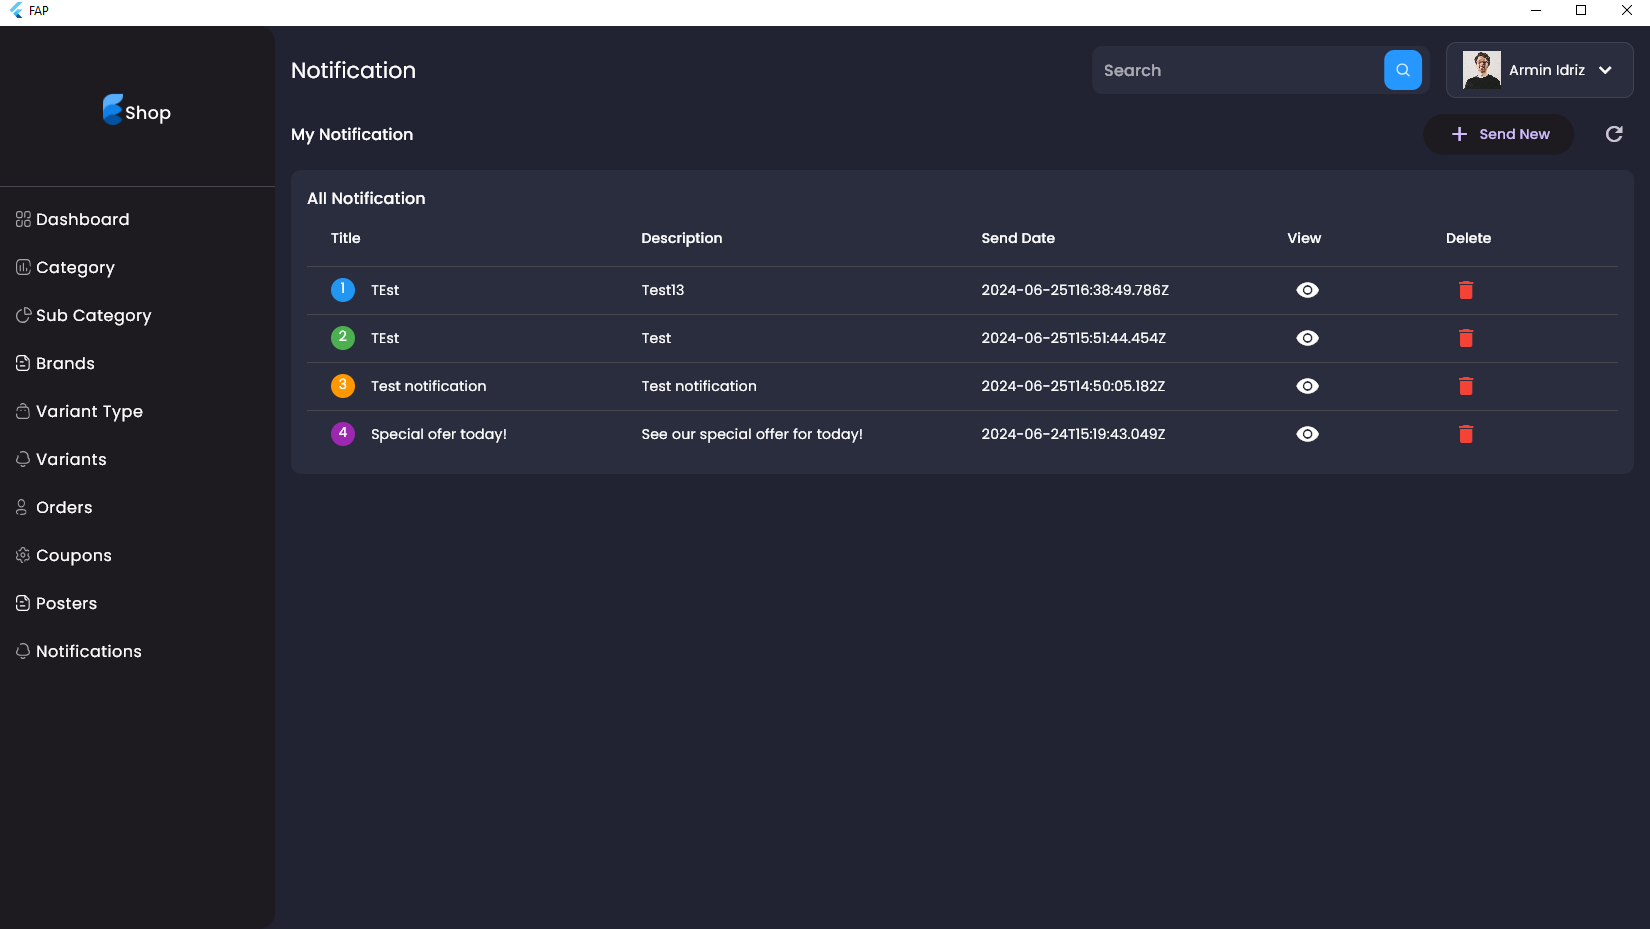 FAP
Shop
Dashboard
Category
Sub Category
Brands
Variant Type
Variants
Orders
Coupons
Posters
Notifications
Notification
Search
Armin Idriz
My Notification
Send New
All Notification
Title Description Send Date View Delete
1 TEst Test13 2024-06-25T16:38:49.786Z
2 TEst Test 2024-06-25T15:51:44.454Z
3 Test notification Test notification 2024-06-25T14:50:05.182Z
4 Special ofer today! See our special offer for today! 2024-06-24T15:19:43.049Z